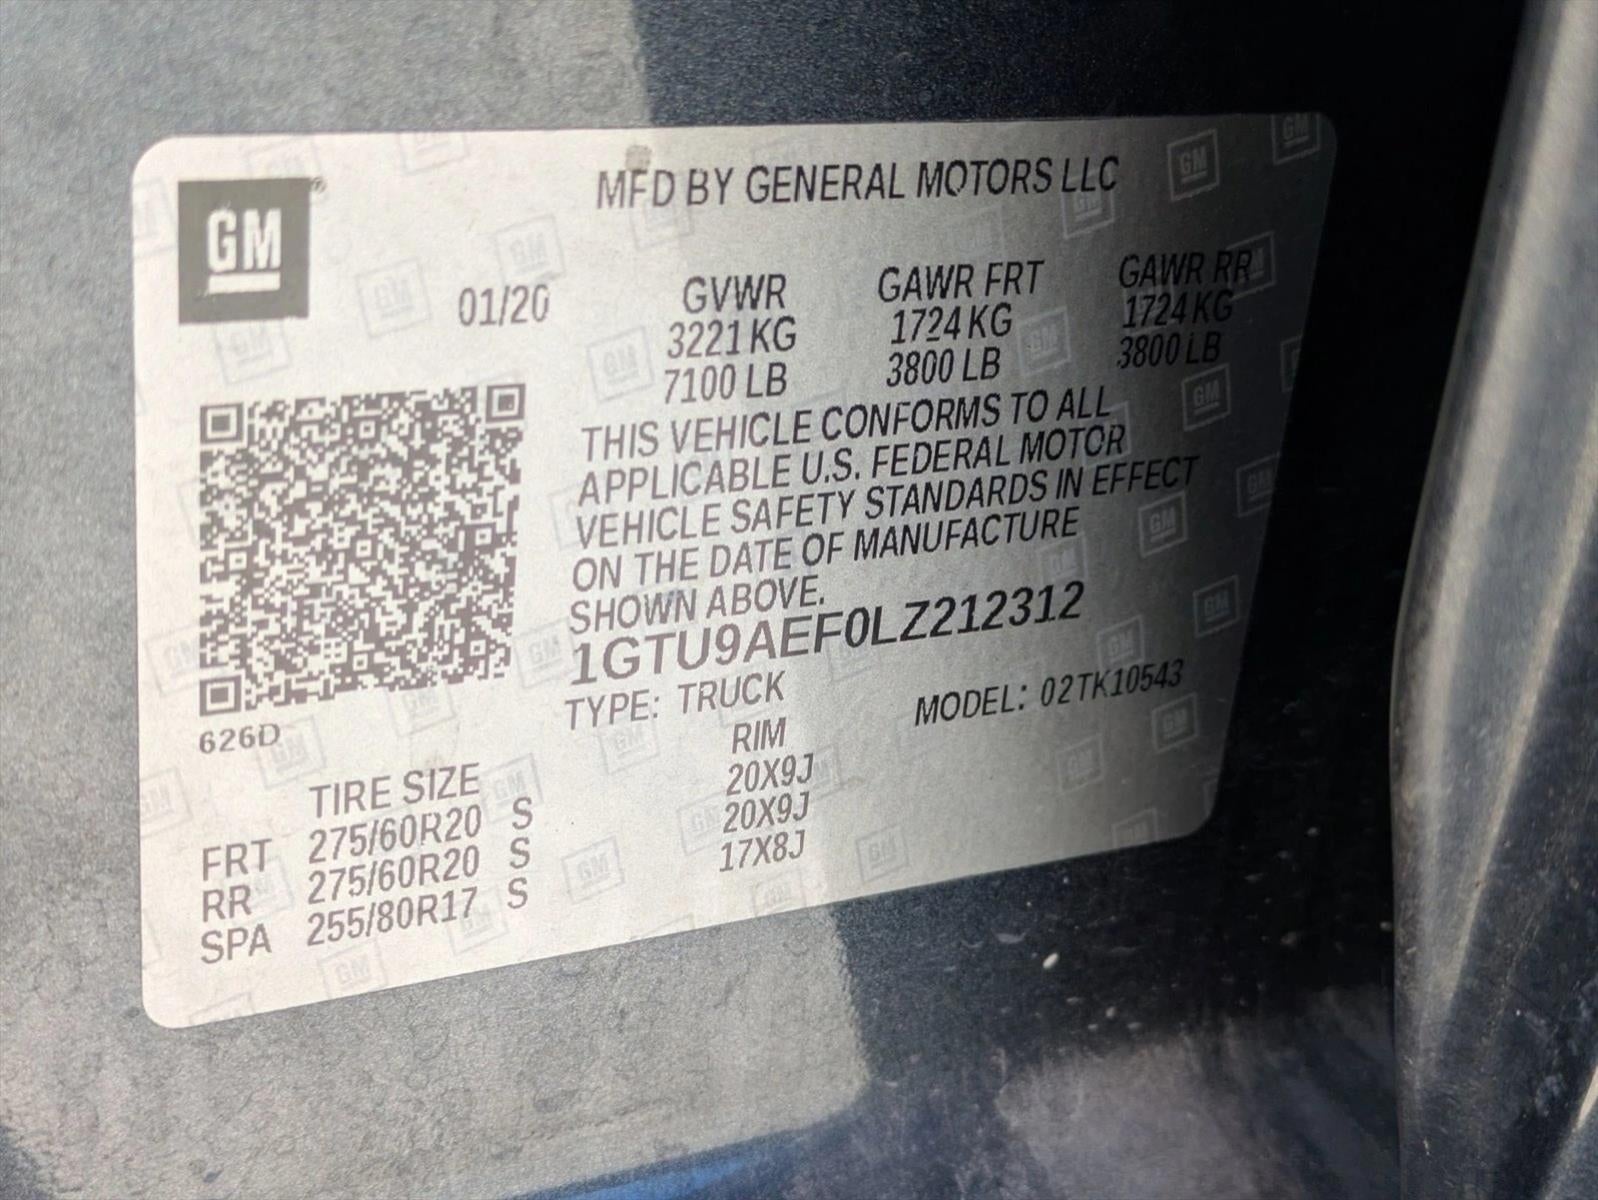 GM
MFD BY GENERAL MOTORS LLC
01/20 GVWR GAWR FRT GAWR RR
3221 KG 1724 KG 1724 KG
7100 LB 3800 LB 3800 LB
THIS VEHICLE CONFORMS TO ALL
APPLICABLE U.S. FEDERAL MOTOR
VEHICLE SAFETY STANDARDS IN EFFECT
ON THE DATE OF MANUFACTURE
SHOWN ABOVE.
1GTU9AEF0LZ212312
TYPE: TRUCK MODEL: 02TK10543
626D
TIRE SIZE RIM
FRT 275/60R20 S 20X9J
RR 275/60R20 S 20X9J
SPA 255/80R17 S 17X8J